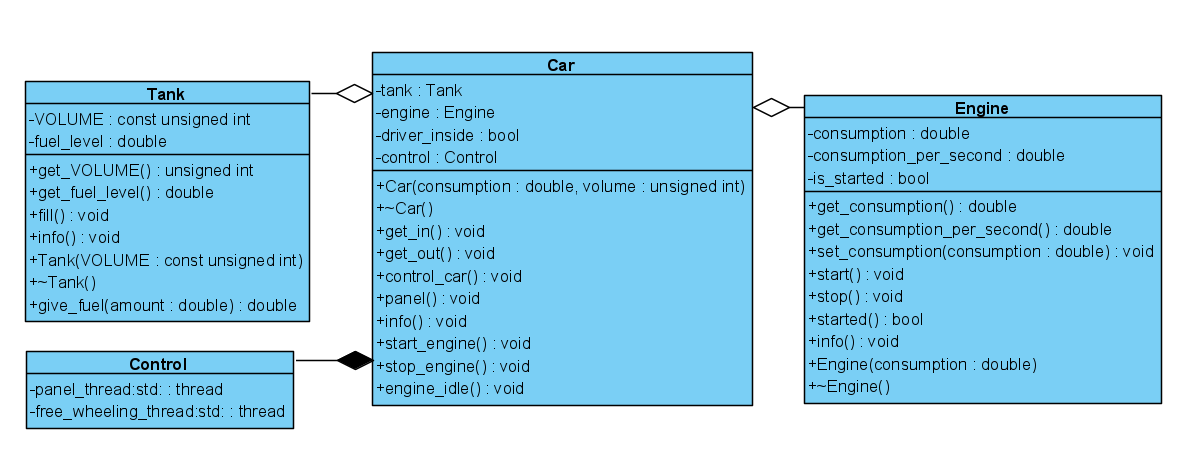 Tank
-VOLUME : const unsigned int
-fuel_level : double
+get_VOLUME() : unsigned int
+get_fuel_level() : double
+fill() : void
+info() : void
+Tank(VOLUME : const unsigned int)
+~Tank()
+give_fuel(amount : double) : double
Control
-panel_thread:std: : thread
-free_wheeling_thread:std: : thread
Car
-tank : Tank
-engine : Engine
-driver_inside : bool
-control : Control
+Car(consumption : double, volume : unsigned int)
+~Car()
+get_in() : void
+get_out() : void
+control_car() : void
+panel() : void
+info() : void
+start_engine() : void
+stop_engine() : void
+engine_idle() : void
Engine
-consumption : double
-consumption_per_second : double
-is_started : bool
+get_consumption() : double
+get_consumption_per_second() : double
+set_consumption(consumption : double) : void
+start() : void
+stop() : void
+started() : bool
+info() : void
+Engine(consumption : double)
+~Engine()